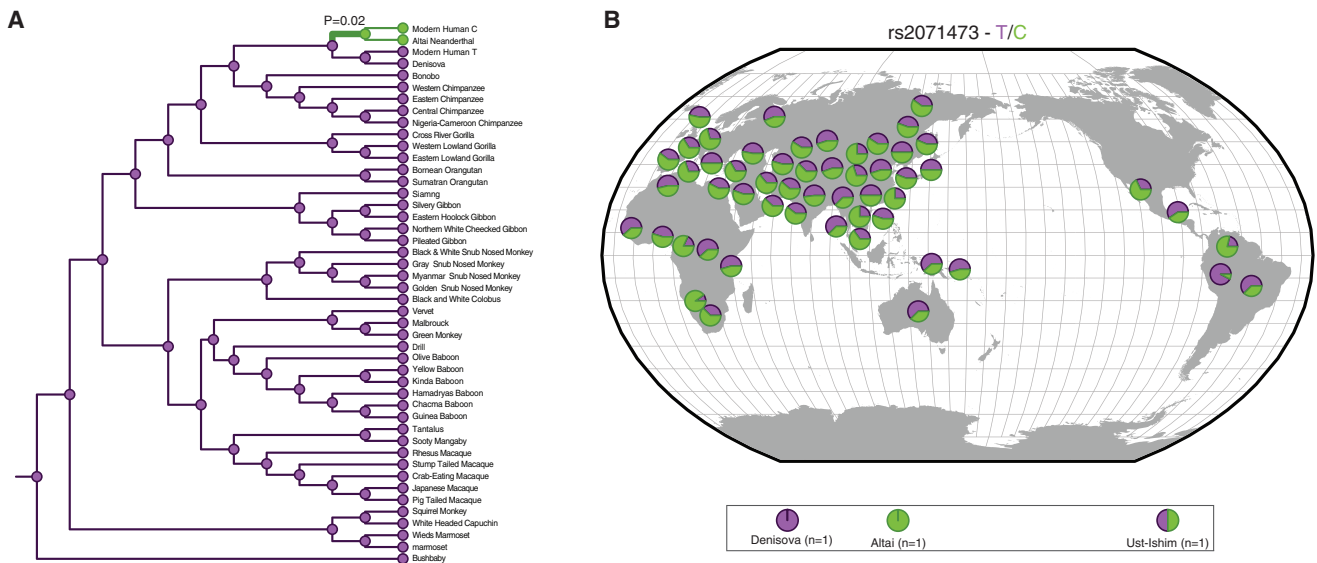 A
P=0.02
Modern Human C
Altai Neanderthal
Modern Human T
Denisova
Bonobo
Western Chimpanzee
Eastern Chimpanzee
Central Chimpanzee
Nigeria-Cameroon Chimpanzee
Cross River Gorilla
Western Lowland Gorilla
Eastern Lowland Gorilla
Bornean Orangutan
Sumatran Orangutan
Siamng
Silvery Gibbon
Eastern Hoolock Gibbon
Northern White Cheecked Gibbon
Pileated Gibbon
Black & White Snub Nosed Monkey
Gray Snub Nosed Monkey
Myanmar Snub Nosed Monkey
Golden Snub Nosed Monkey
Black and White Colobus
Vervet
Malbrouck
Green Monkey
Drill
Olive Baboon
Yellow Baboon
Kinda Baboon
Hamadryas Baboon
Chacma Baboon
Guinea Baboon
Tantalus
Sooty Mangaby
Rhesus Macaque
Stump Tailed Macaque
Crab-Eating Macaque
Japanese Macaque
Pig Tailed Macaque
Squirrel Monkey
White Headed Capuchin
Wieds Marmoset
marmoset
Bushbaby
B
rs2071473 - T/C
Denisova (n=1)
Altai (n=1)
Ust-Ishim (n=1)